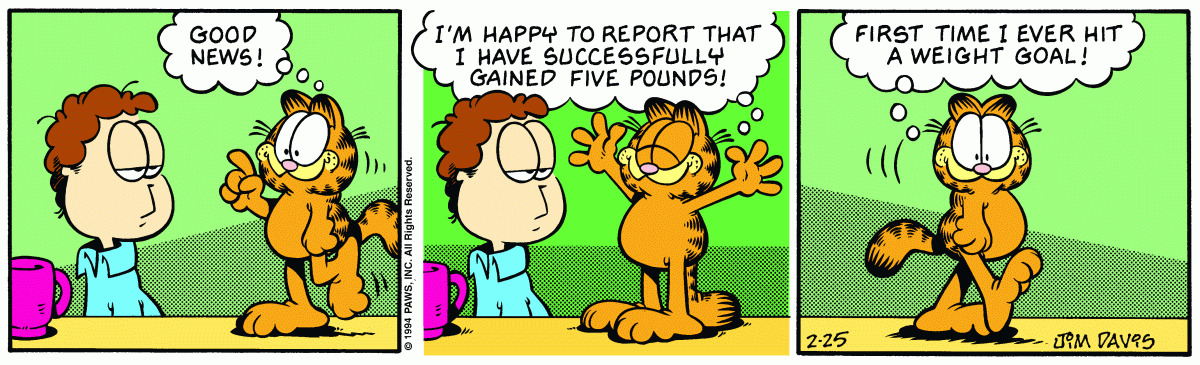 GOOD
NEWS!
© 1994 PAWS, INC. All Rights Reserved.
I'M HAPPY TO REPORT THAT
I HAVE SUCCESSFULLY
GAINED FIVE POUNDS!
FIRST TIME I EVER HIT
A WEIGHT GOAL!
2-25
JIM DAVIS